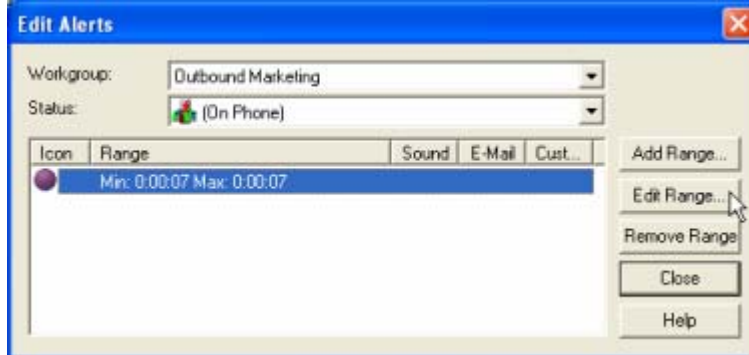 Edit Alerts
Workgroup: Outbound Marketing
Status: (On Phone)
Icon Range Sound E-Mail Cust... Add Range...
Min: 0:00:07 Max: 0:00:07
Edit Range...
Remove Range
Close
Help